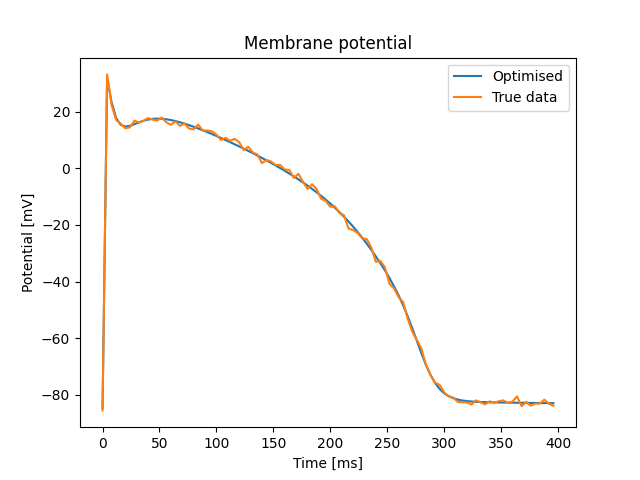 Membrane potential
Optimised
True data
20
0
−20
−40
−60
−80
Potential [mV]
0 50 100 150 200 250 300 350 400
Time [ms]